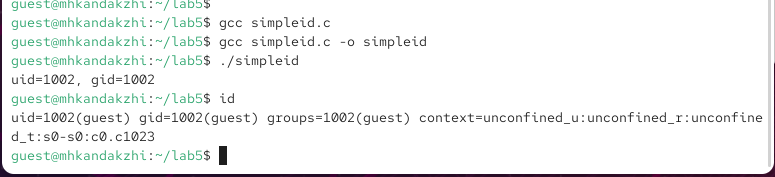 guest@mhkandakzhi:~/lab5$
guest@mhkandakzhi:~/lab5$ gcc simpleid.c
guest@mhkandakzhi:~/lab5$ gcc simpleid.c -o simpleid
guest@mhkandakzhi:~/lab5$ ./simpleid
uid=1002, gid=1002
guest@mhkandakzhi:~/lab5$ id
uid=1002(guest) gid=1002(guest) groups=1002(guest) context=unconfined_u:unconfined_r:unconfine
d_t:s0-s0:c0.c1023
guest@mhkandakzhi:~/lab5$